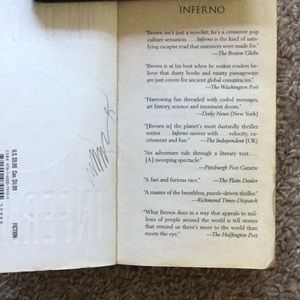 INFERNO
"Brown isn't just a novelist; he's a crossover pop
culture sensation . . . Inferno is the kind of satis-
fying escapist read that summers were made for."
—The Boston Globe
"Brown is at his best when he makes readers be-
lieve that dusty books and musty passageways
are just covers for ancient global conspiracies."
—The Washington Post
"Harrowing fun threaded with coded messages,
art history, science and imminent doom."
—Daily News (New York)
"[Brown is] the planet's most dastardly thriller
writer . . . Inferno moves with . . . velocity, ex-
citement and fun."
—The Independent (UK)
"An adventure ride through a literary text. . . .
[A] sweeping spectacle."
—Pittsburgh Post Gazette
"A fast and furious race."
—The Plain Dealer
"A master of the breathless, puzzle-driven thriller."
—Richmond Times-Dispatch
"What Brown does in a way that appeals to mil-
lions of people around the world is tell stories
that remind us there's more to the world than
meets the eye."
—The Huffington Post
FICTION